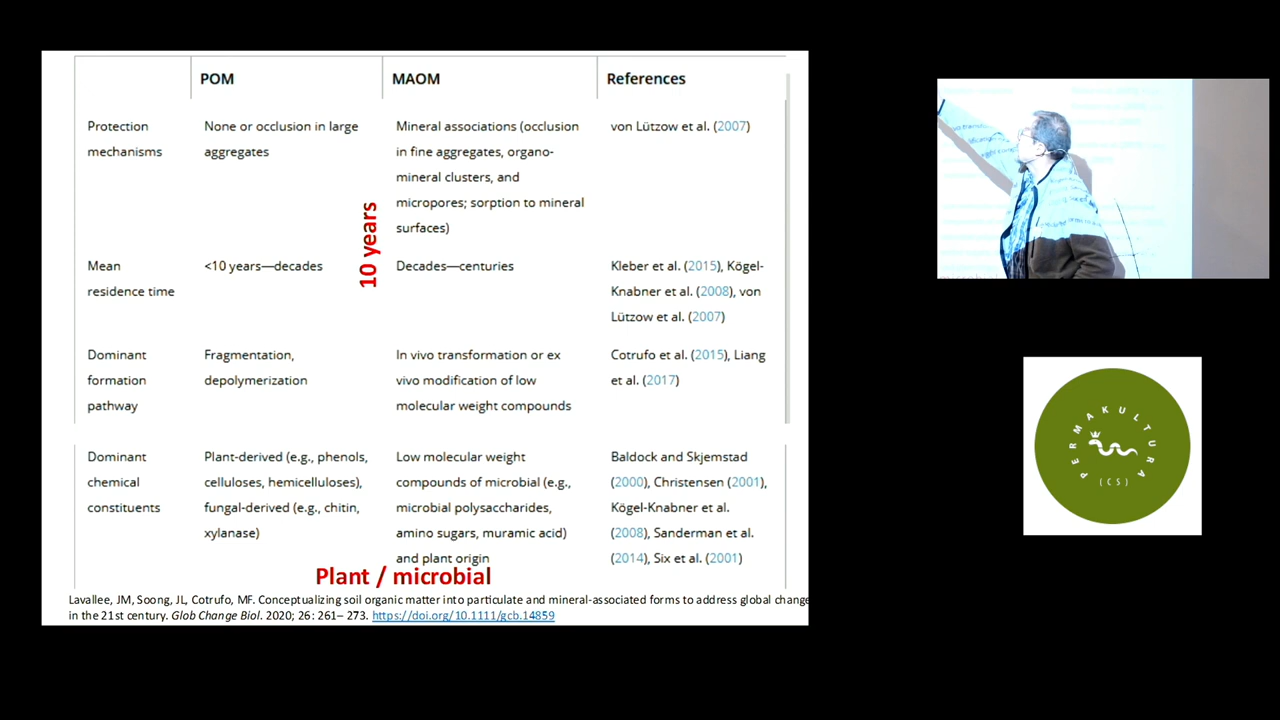 POM MAOM References
Protection mechanisms
None or occlusion in large aggregates
Mineral associations (occlusion in fine aggregates, organo-mineral clusters, and micropores; sorption to mineral surfaces)
von Lützow et al. (2007)
10 years
Mean residence time
<10 years—decades
Decades—centuries
Kleber et al. (2015), Kögel-Knabner et al. (2008), von Lützow et al. (2007)
Dominant formation pathway
Fragmentation, depolymerization
In vivo transformation or ex vivo modification of low molecular weight compounds
Cotrufo et al. (2015), Liang et al. (2017)
Dominant chemical constituents
Plant-derived (e.g., phenols, celluloses, hemicelluloses), fungal-derived (e.g., chitin, xylanase)
Low molecular weight compounds of microbial (e.g., microbial polysaccharides, amino sugars, muramic acid) and plant origin
Baldock and Skjemstad (2000), Christensen (2001), Kögel-Knabner et al. (2008), Sanderman et al. (2014), Six et al. (2001)
Plant / microbial
Lavallee, JM, Soong, JL, Cotrufo, MF. Conceptualizing soil organic matter into particulate and mineral-associated forms to address global change
in the 21st century. Glob Change Biol. 2020; 26: 261– 273. https://doi.org/10.1111/gcb.14859
PERMAKULTURA
(CS)